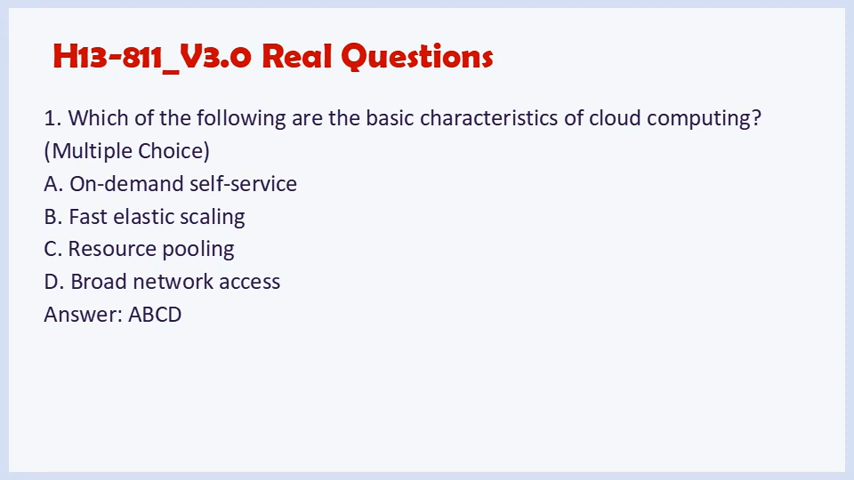 H13-811_V3.0 Real Questions
1. Which of the following are the basic characteristics of cloud computing?
(Multiple Choice)
A. On-demand self-service
B. Fast elastic scaling
C. Resource pooling
D. Broad network access
Answer: ABCD